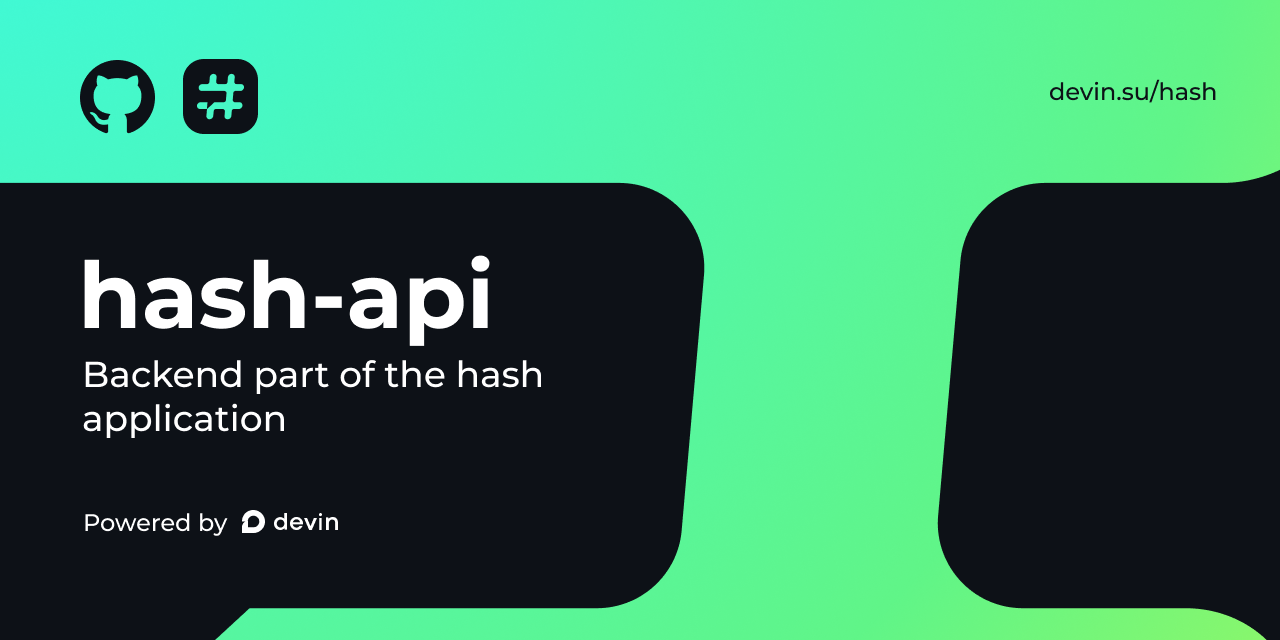 devin.su/hash
hash-api
Backend part of the hash
application
Powered by devin